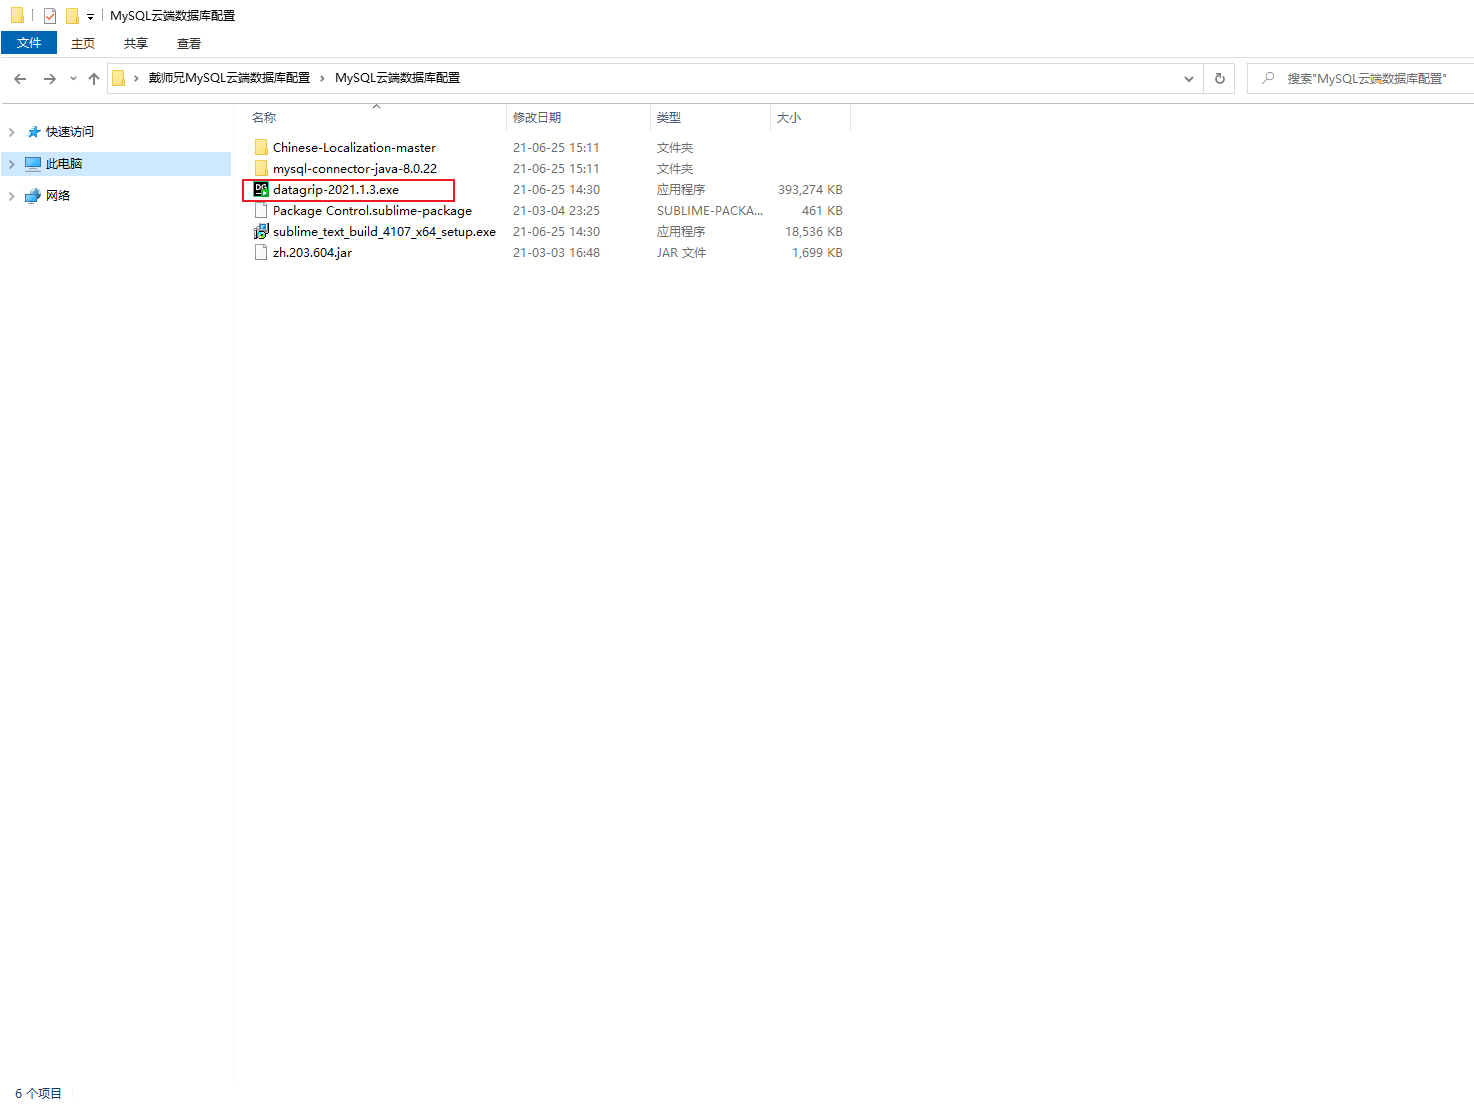 MySQL云端数据库配置
文件 主页 共享 查看
戴师兄MySQL云端数据库配置 › MySQL云端数据库配置 搜索"MySQL云端数据库配置"
快速访问
此电脑
网络
名称 修改日期 类型 大小
Chinese-Localization-master 21-06-25 15:11 文件夹
mysql-connector-java-8.0.22 21-06-25 15:11 文件夹
datagrip-2021.1.3.exe 21-06-25 14:30 应用程序 393,274 KB
Package Control.sublime-package 21-03-04 23:25 SUBLIME-PACKA... 461 KB
sublime_text_build_4107_x64_setup.exe 21-06-25 14:30 应用程序 18,536 KB
zh.203.604.jar 21-03-03 16:48 JAR 文件 1,699 KB
6 个项目